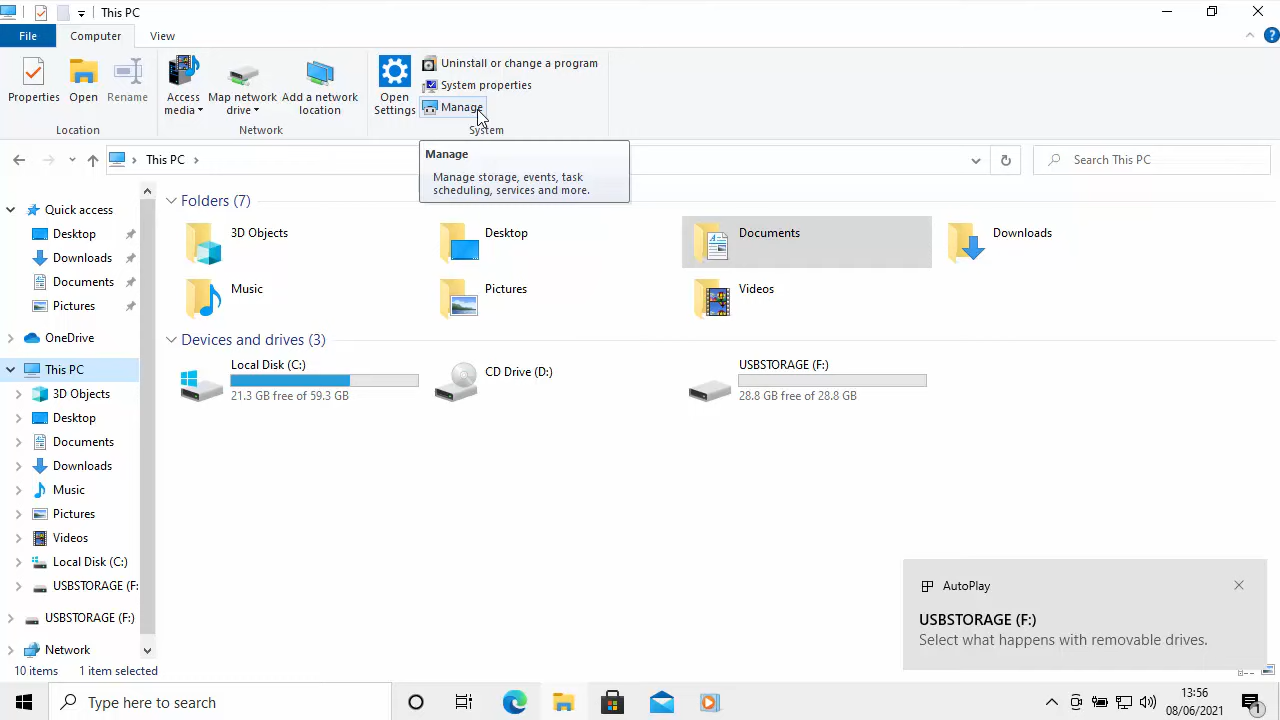 This PC
File
Computer
View
Properties
Open
Rename
Location
Access
media
Map network
drive
Add a network
location
Network
Open
Settings
Uninstall or change a program
System properties
Manage
System
This PC
Search This PC
Manage
Manage storage, events, task
scheduling, services and more.
Quick access
Desktop
Downloads
Documents
Pictures
OneDrive
This PC
3D Objects
Desktop
Documents
Downloads
Music
Pictures
Videos
Local Disk (C:)
USBSTORAGE (F:
USBSTORAGE (F:)
Network
Folders (7)
3D Objects
Desktop
Documents
Downloads
Music
Pictures
Videos
Devices and drives (3)
Local Disk (C:)
21.3 GB free of 59.3 GB
CD Drive (D:)
USBSTORAGE (F:)
28.8 GB free of 28.8 GB
AutoPlay
USBSTORAGE (F:)
Select what happens with removable drives.
10 items
1 item selected
Type here to search
13:56
08/06/2021
1